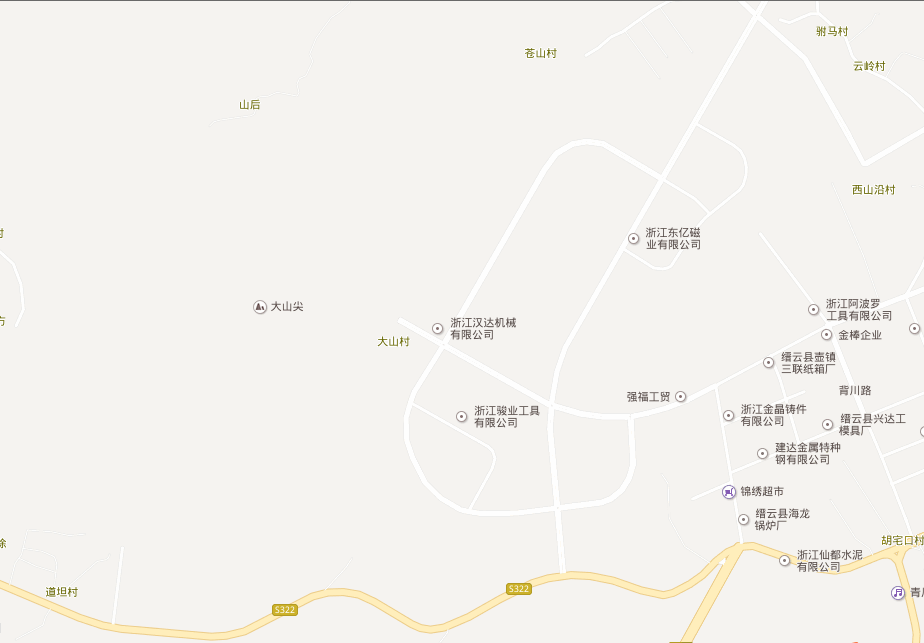 驸马村
苍山村
云岭村
山后
西山沿村
村
浙江东亿磁
业有限公司
大山尖
浙江阿波罗
工具有限公司
方
浙江汉达机械
有限公司
金棒企业
大山村
缙云县壶镇
三联纸箱厂
背川路
强福工贸
浙江骏业工具
有限公司
浙江金晶铸件
有限公司
缙云县兴达工
模具厂
建达金属特种
钢有限公司
锦绣超市
缙云县海龙
锅炉厂
胡宅口村
浙江仙都水泥
有限公司
道坦村
S322
S322
青川